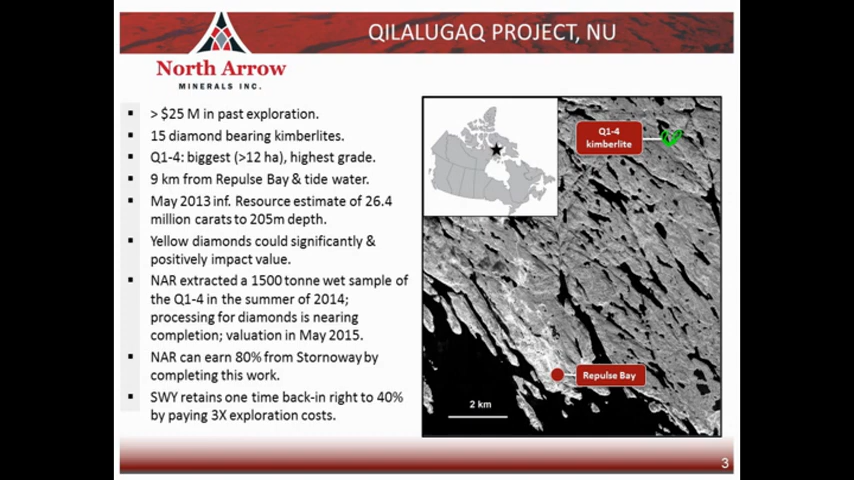 QILALUGAQ PROJECT, NU
North Arrow
MINERALS INC.
> $25 M in past exploration.
15 diamond bearing kimberlites.
Q1-4: biggest (>12 ha), highest grade.
9 km from Repulse Bay & tide water.
May 2013 inf. Resource estimate of 26.4
million carats to 205m depth.
Yellow diamonds could significantly &
positively impact value.
NAR extracted a 1500 tonne wet sample of
the Q1-4 in the summer of 2014;
processing for diamonds is nearing
completion; valuation in May 2015.
NAR can earn 80% from Stornoway by
completing this work.
SWY retains one time back-in right to 40%
by paying 3X exploration costs.
Q1-4
kimberlite
Repulse Bay
2 km
3